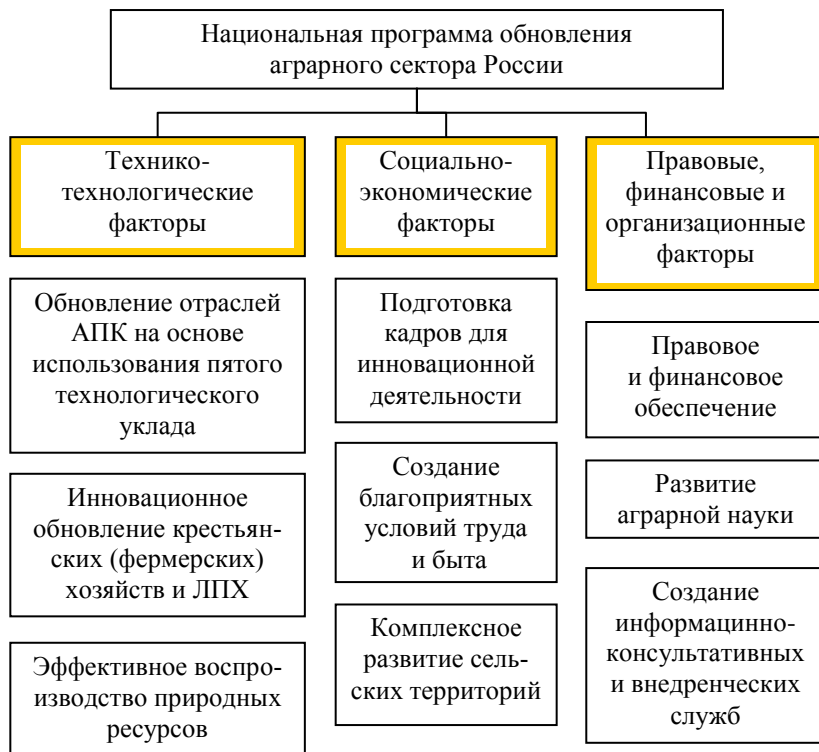 Национальная программа обновления
аграрного сектора России
Технико-
технологические
факторы
Обновление отраслей
АПК на основе
использования пятого
технологического
уклада
Инновационное
обновление крестьян-
ских (фермерских)
хозяйств и ЛПХ
Эффективное воспро-
изводство природных
ресурсов
Социально-
экономические
факторы
Подготовка
кадров для
инновационной
деятельности
Создание
благоприятных
условий труда
и быта
Комплексное
развитие сель-
ских территорий
Правовые,
финансовые и
организационные
факторы
Правовое
и финансовое
обеспечение
Развитие
аграрной науки
Создание
информацинно-
консультативных
и внедренческих
служб